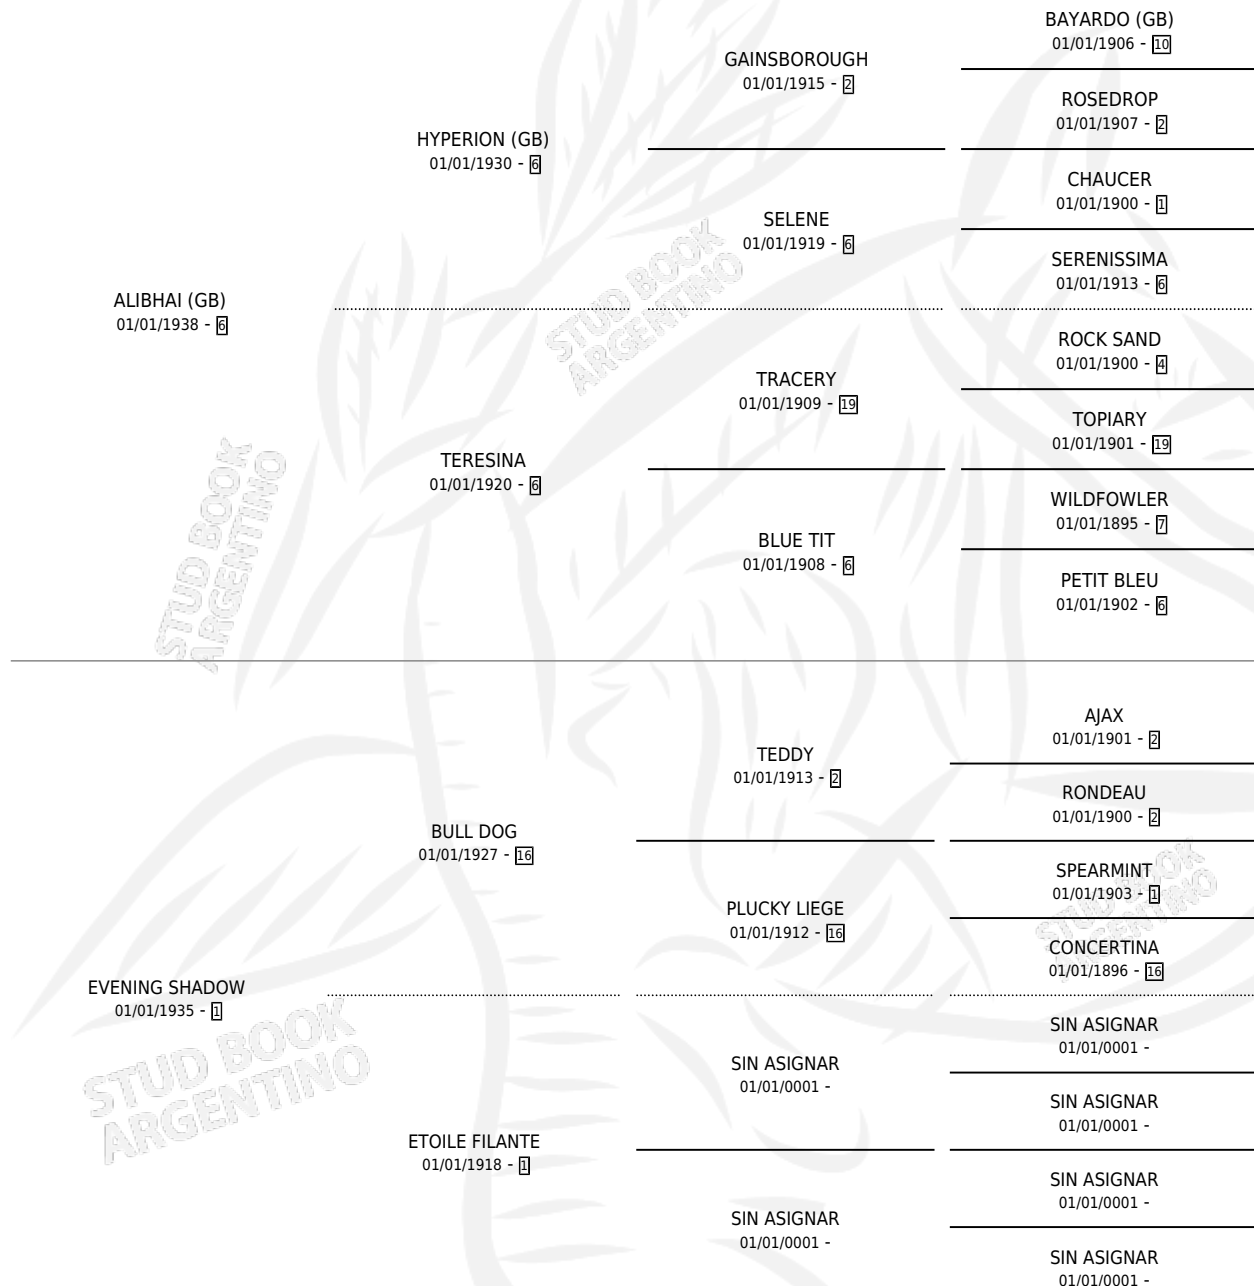 BAYARDO (GB)
01/01/1906 - 10
GAINSBOROUGH
01/01/1915 - 2
ROSEDROP
01/01/1907 - 2
HYPERION (GB)
01/01/1930 - 6
CHAUCER
01/01/1900 - 1
SELENE
01/01/1919 - 6
SERENISSIMA
01/01/1913 - 6
ALIBHAI (GB)
01/01/1938 - 6
STUD BOOK
ARGENTINO
ROCK SAND
01/01/1900 - 4
TRACERY
01/01/1909 - 19
TOPIARY
01/01/1901 - 19
TERESINA
01/01/1920 - 6
WILDFOWLER
01/01/1895 - 7
BLUE TIT
01/01/1908 - 6
PETIT BLEU
01/01/1902 - 6
STUD BOOK
ARGENTINO
AJAX
01/01/1901 - 2
TEDDY
01/01/1913 - 2
RONDEAU
01/01/1900 - 2
BULL DOG
01/01/1927 - 16
SPEARMINT
01/01/1903 - 1
PLUCKY LIEGE
01/01/1912 - 16
STUD BOOK
ARGENTINO
CONCERTINA
01/01/1896 - 16
EVENING SHADOW
01/01/1935 - 1
STUD BOOK
ARGENTINO
SIN ASIGNAR
01/01/0001 -
SIN ASIGNAR
01/01/0001 -
SIN ASIGNAR
01/01/0001 -
ETOILE FILANTE
01/01/1918 - 1
SIN ASIGNAR
01/01/0001 -
SIN ASIGNAR
01/01/0001 -
SIN ASIGNAR
01/01/0001 -